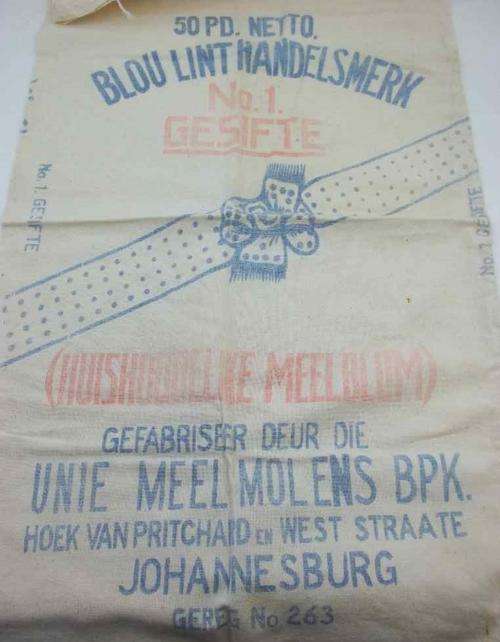 50 PD. NETTO.
BLOU LINT HANDELSMERK
No. 1.
GESIFTE
No 1. GESIFTE
No 1 GESIFTE
(HUISHOUDELIKE MEELBLOM)
GEFABRISEER DEUR DIE
UNIE MEEL MOLENS BPK.
HOEK VAN PRITCHARD EN WEST STRAATE
JOHANNESBURG
GEREG No 263